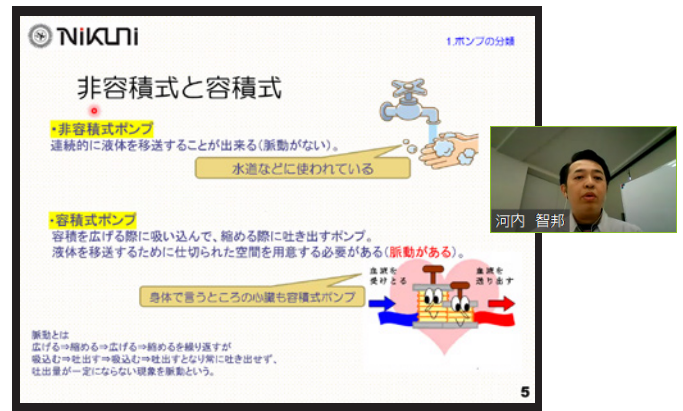 NiKUNi
1.ポンプの分類
非容積式と容積式
・非容積式ポンプ
連続的に液体を移送することが出来る(脈動がない)。
水道などに使われている
河内 智邦
・容積式ポンプ
容積を広げる際に吸い込んで、縮める際に吐き出すポンプ。
液体を移送するために仕切られた空間を用意する必要がある(脈動がある)。
血液を
受けとる
血液を
送り出す
身体で言うところの心臓も容積式ポンプ
脈動とは
広げる⇒縮める⇒広げる⇒縮めるを繰り返すが
吸込む⇒吐出す⇒吸込む⇒吐出すとなり常に吐き出せず、
吐出量が一定にならない現象を脈動という。
5